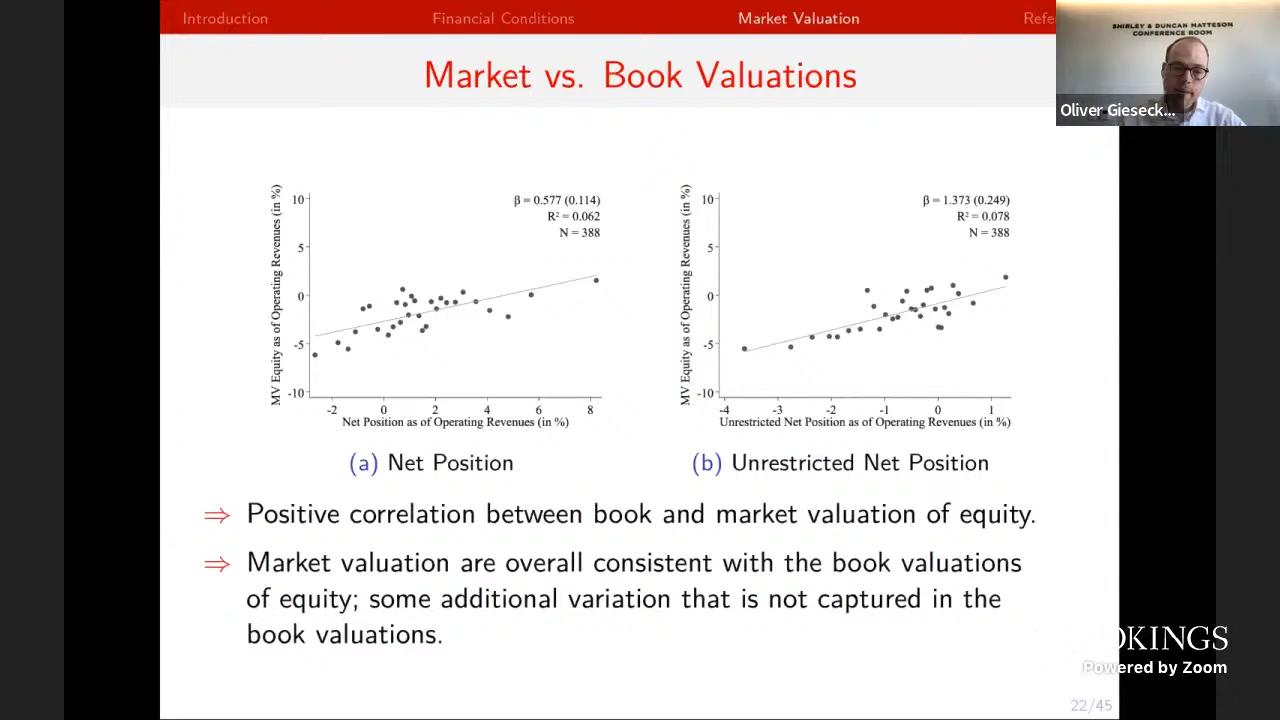 Introduction Financial Conditions Market Valuation Refe
SHIRLEY & DUNCAN MATTESON
CONFERENCE ROOM
Oliver Gieseck...
Market vs. Book Valuations
MV Equity as of Operating Revenues (in %)
10
5
0
-5
-10
β = 0.577 (0.114)
R² = 0.062
N = 388
-2 0 2 4 6 8
Net Position as of Operating Revenues (in %)
(a) Net Position
MV Equity as of Operating Revenues (in %)
10
5
0
-5
-10
β = 1.373 (0.249)
R² = 0.078
N = 388
-4 -3 -2 -1 0 1
Unrestricted Net Position as of Operating Revenues (in %)
(b) Unrestricted Net Position
⇒ Positive correlation between book and market valuation of equity.
⇒ Market valuation are overall consistent with the book valuations
of equity; some additional variation that is not captured in the
book valuations.
OKINGS
Powered by Zoom
22/45